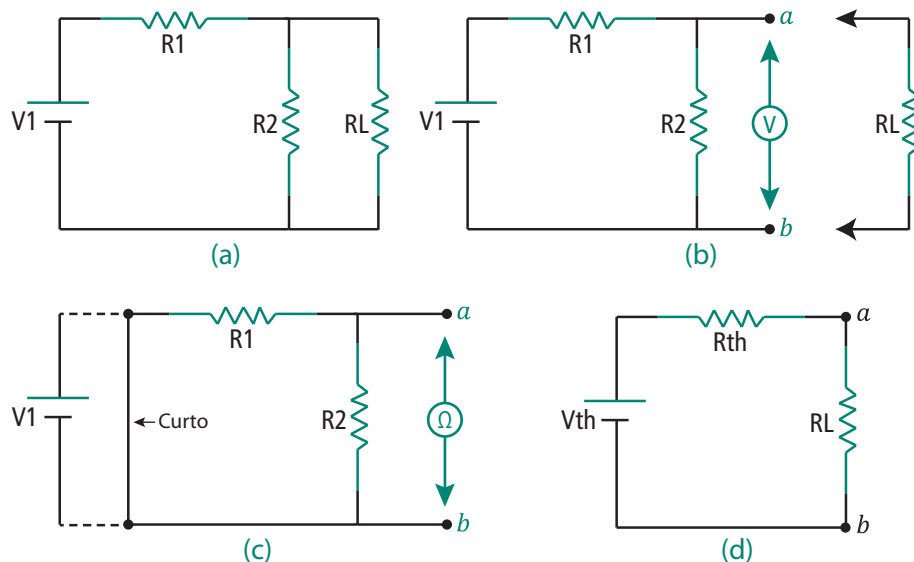 R1
V1
R2
RL
(a)
R1
a
V1
R2
V
RL
b
(b)
R1
a
V1
Curto
R2
Ω
b
(c)
Rth
a
Vth
RL
b
(d)